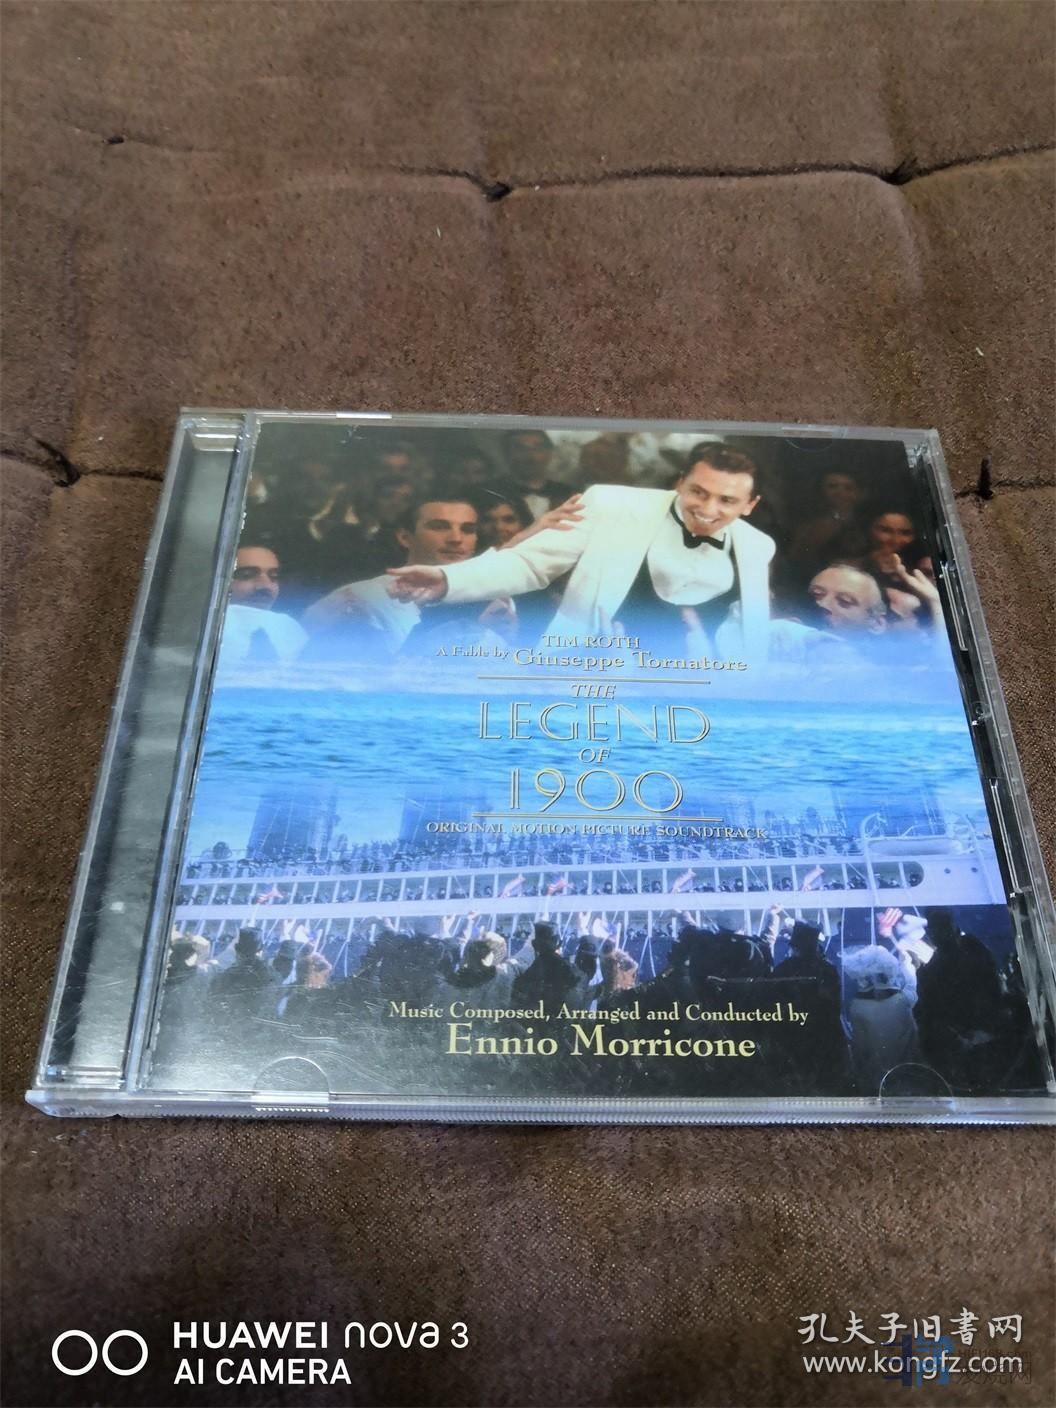 TIM ROTH
A Fable by Giuseppe Tornatore
THE
LEGEND
OF
1900
ORIGINAL MOTION PICTURE SOUNDTRACK
Music Composed, Arranged and Conducted by
Ennio Morricone
HUAWEI nova 3
AI CAMERA
孔夫子旧書网
www.kongfz.com